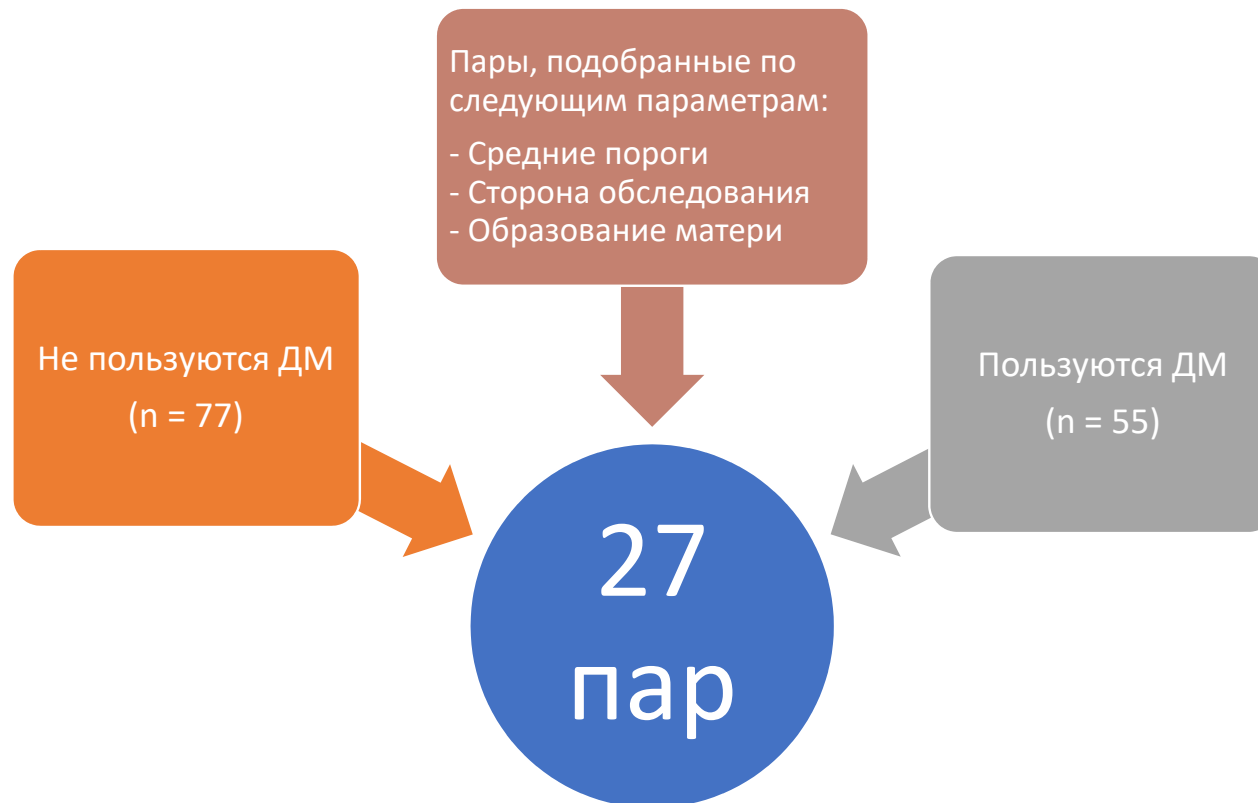 Пары, подобранные по
следующим параметрам:
- Средние пороги
- Сторона обследования
- Образование матери
Не пользуются ДМ
(n = 77)
Пользуются ДМ
(n = 55)
27
пар